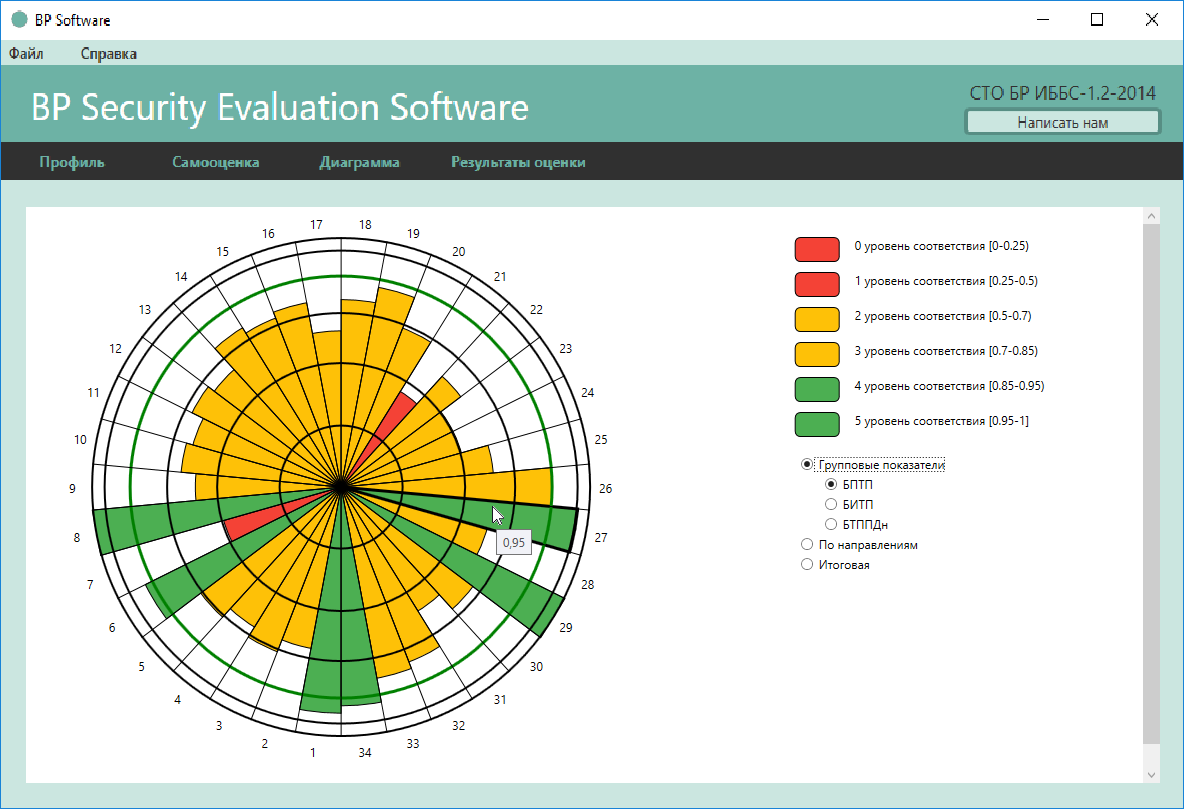 BP Software
Файл Справка
BP Security Evaluation Software
СТО БР ИББС-1.2-2014
Написать нам
Профиль Самооценка Диаграмма Результаты оценки
17 18
16 19
15 20
14 21
13 22
12 23
11 24
10 25
9 26
8 27
7 28
6 29
5 30
4 31
3 32
2 33
1 34
0,95
0 уровень соответствия [0-0.25)
1 уровень соответствия [0.25-0.5)
2 уровень соответствия [0.5-0.7)
3 уровень соответствия [0.7-0.85)
4 уровень соответствия [0.85-0.95)
5 уровень соответствия [0.95-1]
Групповые показатели
БПТП
БИТП
БТППДн
По направлениям
Итоговая